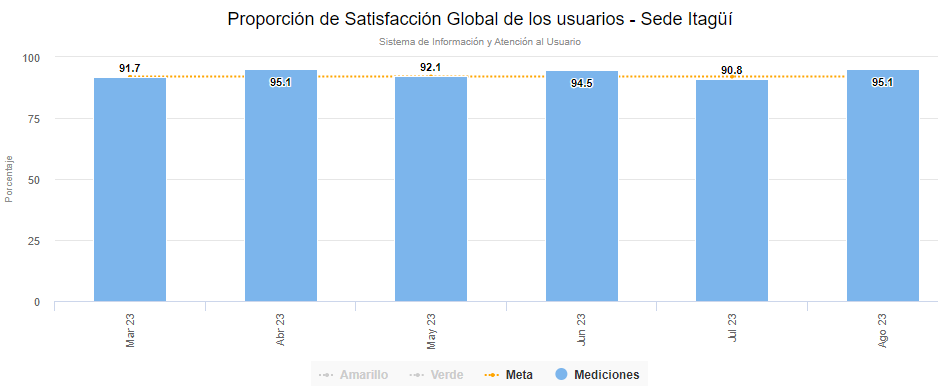 Proporción de Satisfacción Global de los usuarios - Sede Itagüí
Sistema de Información y Atención al Usuario
Porcentaje
100
75
50
25
0
91.7
95.1
92.1
94.5
90.8
95.1
Mar 23
Abr 23
May 23
Jun 23
Jul 23
Ago 23
Amarillo Verde Meta Mediciones